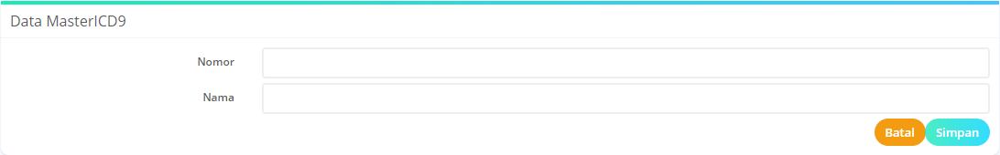 Data MasterICD9
Nomor
Nama
Batal Simpan